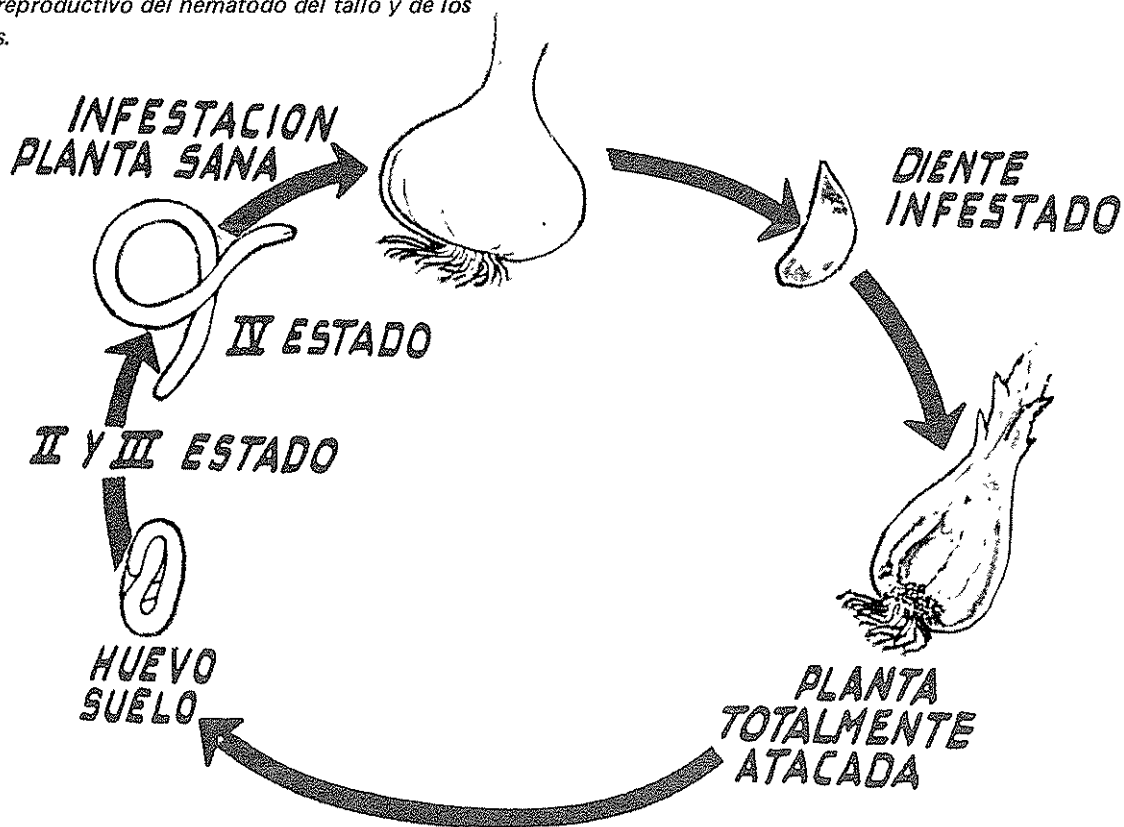 reproductivo del nematodo del tallo y de los
s.
INFESTACION
PLANTA SANA
DIENTE
INFESTADO
IV ESTADO
II Y III ESTADO
HUEVO
SUELO
PLANTA
TOTALMENTE
ATACADA